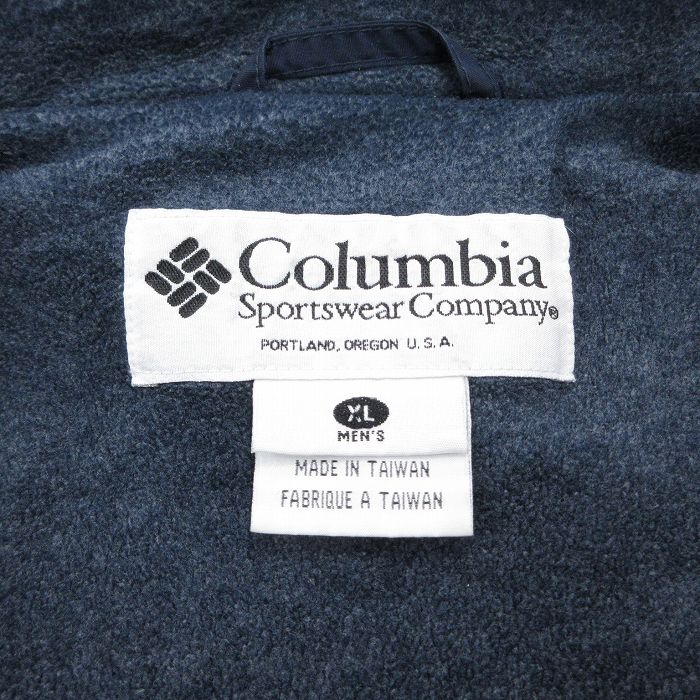 Columbia
Sportswear Company®
PORTLAND, OREGON U.S.A.
XL
MEN'S
MADE IN TAIWAN
FABRIQUE A TAIWAN